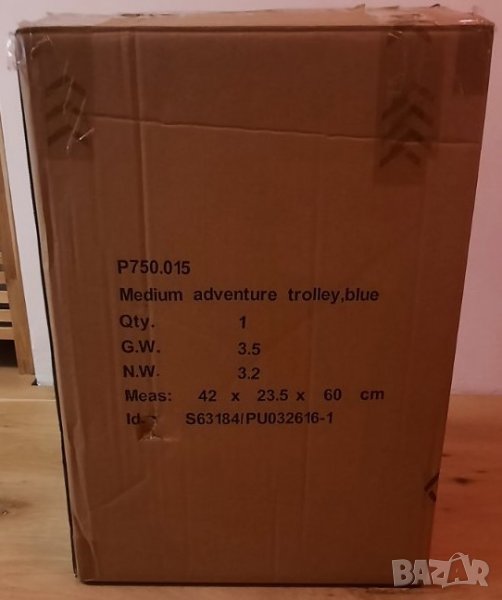 P750.015
Medium adventure trolley,blue
Qty. 1
G.W. 3.5
N.W. 3.2
Meas: 42 x 23.5 x 60 cm
Id. S63184/PU032616-1
BAZAR